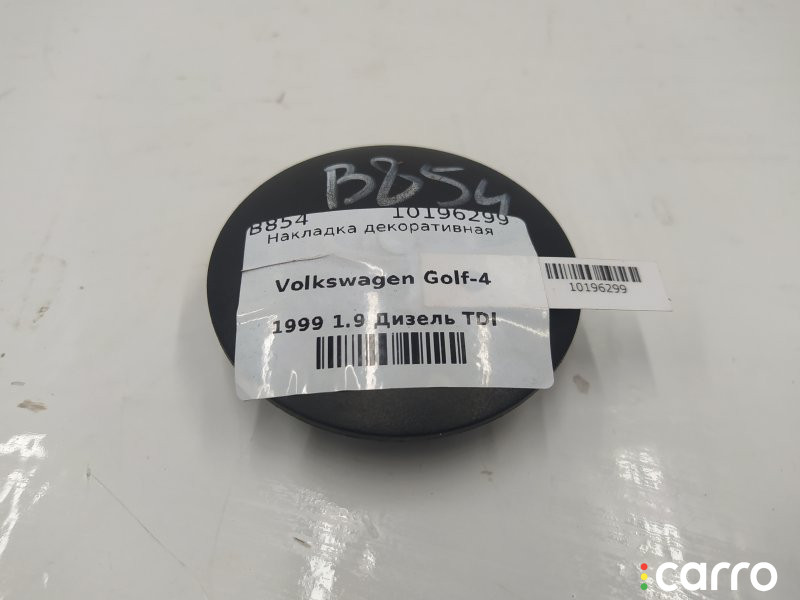 B854
B854 10196299
Накладка декоративная
Volkswagen Golf-4
1999 1.9 Дизель TDI
10196299
carro